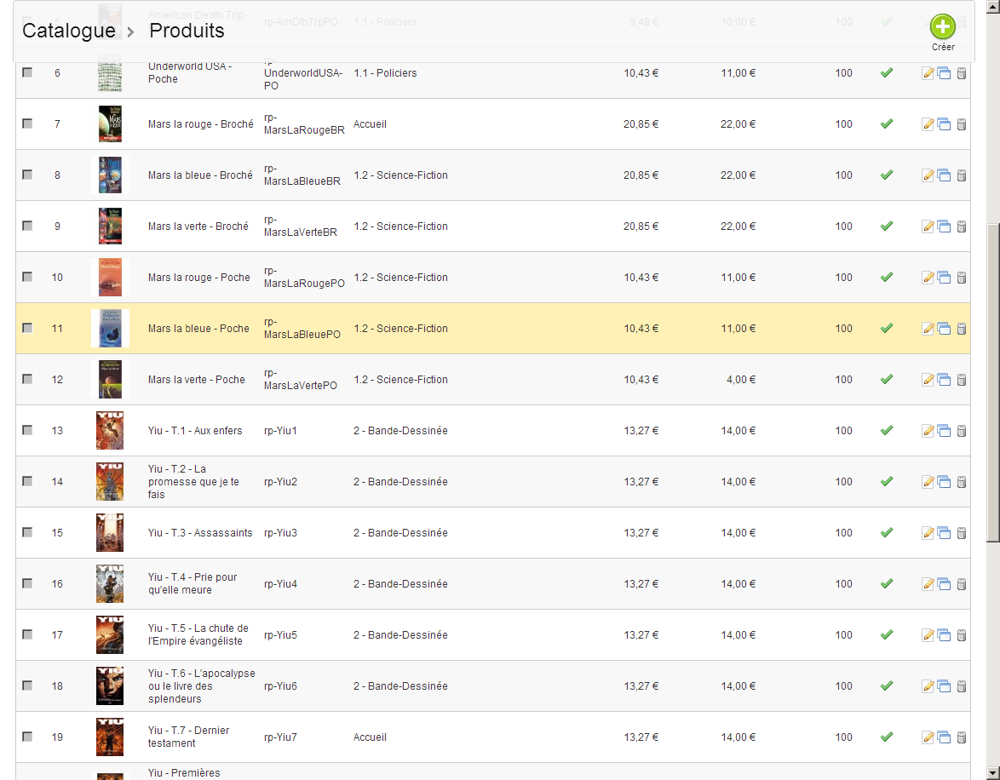 American Death Trip -
rp-AmDthTrpPO 1.1 - Policiers 9,48 € 10,00 € 100
Catalogue > Produits
Créer
6 Underworld USA - Poche rp-UnderworldUSA-PO 1.1 - Policiers 10,43 € 11,00 € 100
7 Mars la rouge - Broché rp-MarsLaRougeBR Accueil 20,85 € 22,00 € 100
8 Mars la bleue - Broché rp-MarsLaBleueBR 1.2 - Science-Fiction 20,85 € 22,00 € 100
9 Mars la verte - Broché rp-MarsLaVerteBR 1.2 - Science-Fiction 20,85 € 22,00 € 100
10 Mars la rouge - Poche rp-MarsLaRougePO 1.2 - Science-Fiction 10,43 € 11,00 € 100
11 Mars la bleue - Poche rp-MarsLaBleuePO 1.2 - Science-Fiction 10,43 € 11,00 € 100
12 Mars la verte - Poche rp-MarsLaVertePO 1.2 - Science-Fiction 10,43 € 4,00 € 100
13 YIU Yiu - T.1 - Aux enfers rp-Yiu1 2 - Bande-Dessinée 13,27 € 14,00 € 100
14 YIU Yiu - T.2 - La promesse que je te fais rp-Yiu2 2 - Bande-Dessinée 13,27 € 14,00 € 100
15 YIU Yiu - T.3 - Assassaints rp-Yiu3 2 - Bande-Dessinée 13,27 € 14,00 € 100
16 YIU Yiu - T.4 - Prie pour qu'elle meure rp-Yiu4 2 - Bande-Dessinée 13,27 € 14,00 € 100
17 YIU Yiu - T.5 - La chute de l'Empire évangéliste rp-Yiu5 2 - Bande-Dessinée 13,27 € 14,00 € 100
18 YIU Yiu - T.6 - L'apocalypse ou le livre des splendeurs rp-Yiu6 2 - Bande-Dessinée 13,27 € 14,00 € 100
19 YIU Yiu - T.7 - Dernier testament rp-Yiu7 Accueil 13,27 € 14,00 € 100
Yiu - Premières